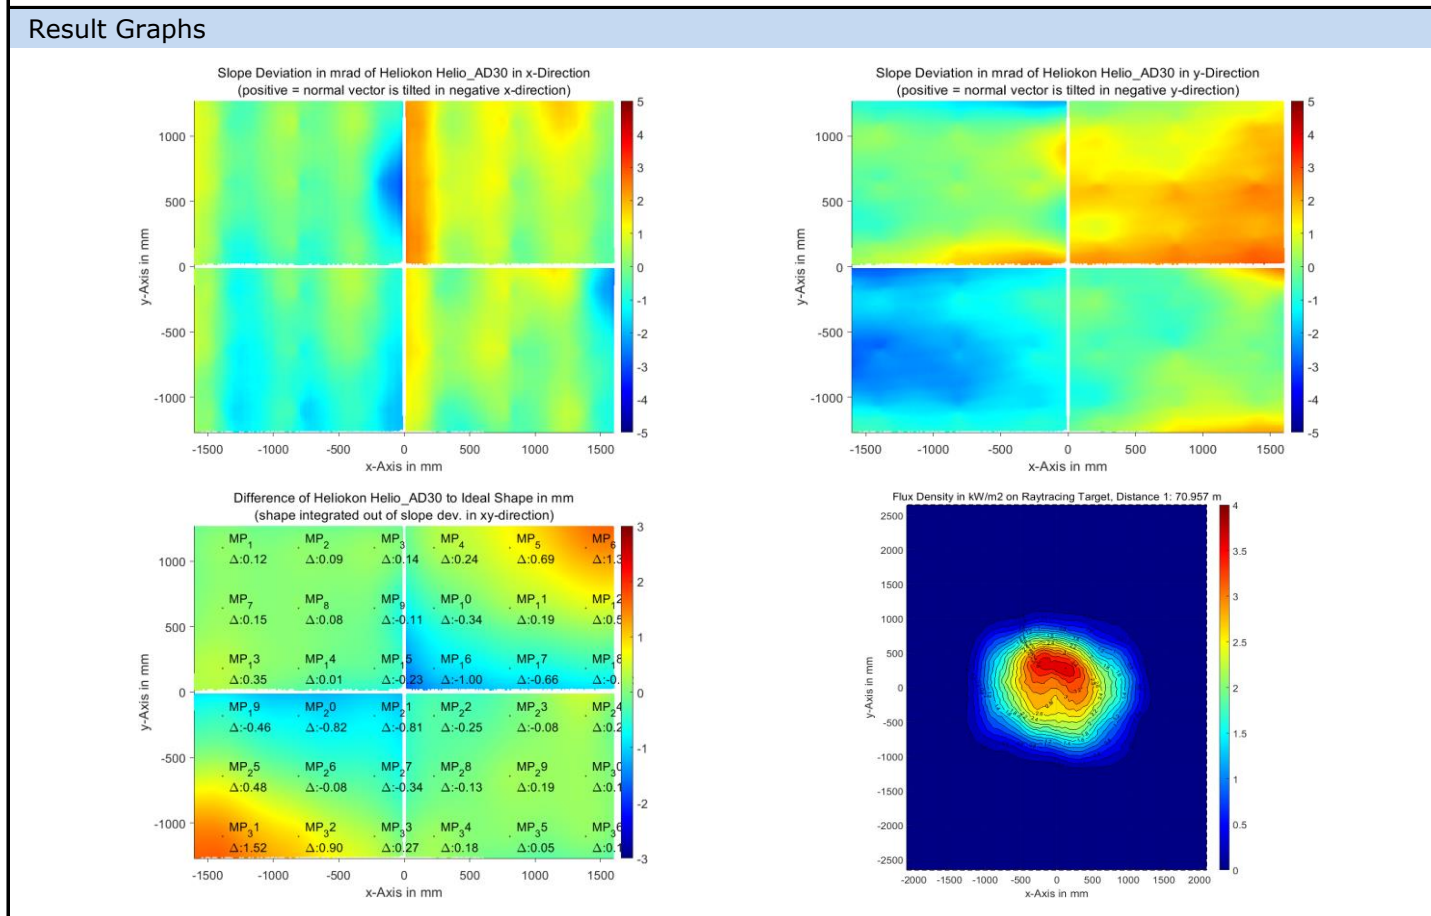 Result Graphs
Slope Deviation in mrad of Heliokon Helio_AD30 in x-Direction
(positive = normal vector is tilted in negative x-direction)
1000
500
0
-500
-1000
y-Axis in mm
-1500 -1000 -500 0 500 1000 1500
x-Axis in mm
5
4
3
2
1
0
-1
-2
-3
-4
-5
Slope Deviation in mrad of Heliokon Helio_AD30 in y-Direction
(positive = normal vector is tilted in negative y-direction)
1000
500
0
-500
-1000
y-Axis in mm
-1500 -1000 -500 0 500 1000 1500
x-Axis in mm
5
4
3
2
1
0
-1
-2
-3
-4
-5
Difference of Heliokon Helio_AD30 to Ideal Shape in mm
(shape integrated out of slope dev. in xy-direction)
1000
500
0
-500
-1000
y-Axis in mm
MP1 MP2 MP3 MP4 MP5 MP6
Δ:0.12 Δ:0.09 Δ:0.14 Δ:0.24 Δ:0.69 Δ:1.3
MP7 MP8 MP9 MP10 MP11 MP12
Δ:0.15 Δ:0.08 Δ:-0.11 Δ:-0.34 Δ:0.19 Δ:0.5
MP13 MP14 MP15 MP16 MP17 MP18
Δ:0.35 Δ:0.01 Δ:-0.23 Δ:-1.00 Δ:-0.66 Δ:-0.
MP19 MP20 MP21 MP22 MP23 MP24
Δ:-0.46 Δ:-0.82 Δ:-0.81 Δ:-0.25 Δ:-0.08 Δ:0.2
MP25 MP26 MP27 MP28 MP29 MP30
Δ:0.48 Δ:-0.08 Δ:-0.34 Δ:-0.13 Δ:0.19 Δ:0.1
MP31 MP32 MP33 MP34 MP35 MP36
Δ:1.52 Δ:0.90 Δ:0.27 Δ:0.18 Δ:0.05 Δ:0.1
-1500 -1000 -500 0 500 1000 1500
x-Axis in mm
3
2
1
0
-1
-2
-3
Flux Density in kW/m2 on Raytracing Target, Distance 1: 70.957 m
2500
2000
1500
1000
500
0
-500
-1000
-1500
-2000
-2500
y-Axis in mm
-2000 -1500 -1000 -500 0 500 1000 1500 2000
x-Axis in mm
4
3.5
3
2.5
2
1.5
1
0.5
0